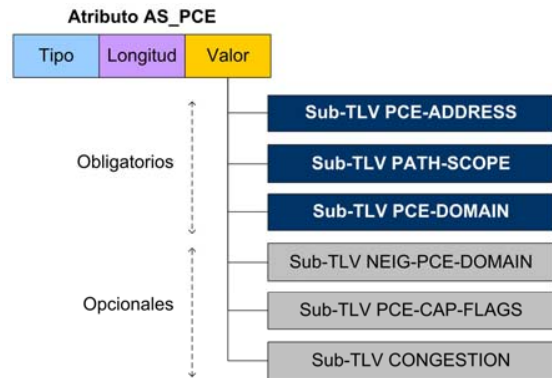 Atributo AS_PCE
Tipo Longitud Valor
Sub-TLV PCE-ADDRESS
Obligatorios
Sub-TLV PATH-SCOPE
Sub-TLV PCE-DOMAIN
Sub-TLV NEIG-PCE-DOMAIN
Opcionales
Sub-TLV PCE-CAP-FLAGS
Sub-TLV CONGESTION